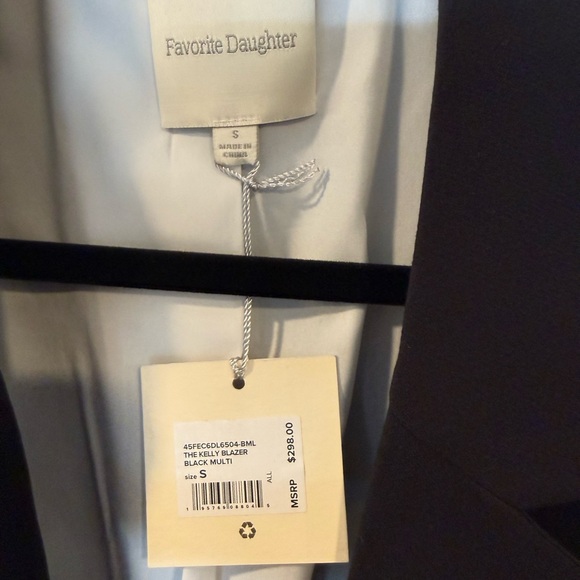 Favorite Daughter
S
MADE IN
CHINA
45FEC6DL6504-BML
THE KELLY BLAZER
BLACK MULTI
size S
ALL
MSRP $298.00